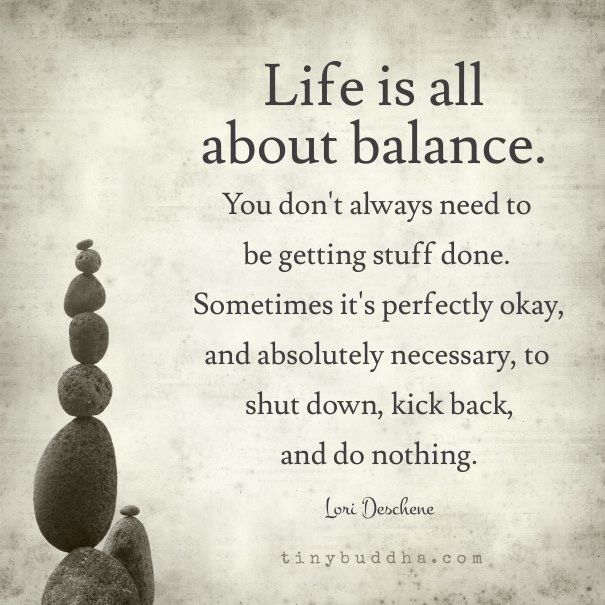 Life is all
about balance.
You don't always need to
be getting stuff done.
Sometimes it's perfectly okay,
and absolutely necessary, to
shut down, kick back,
and do nothing.
Lori Deschene
tinybuddha.com